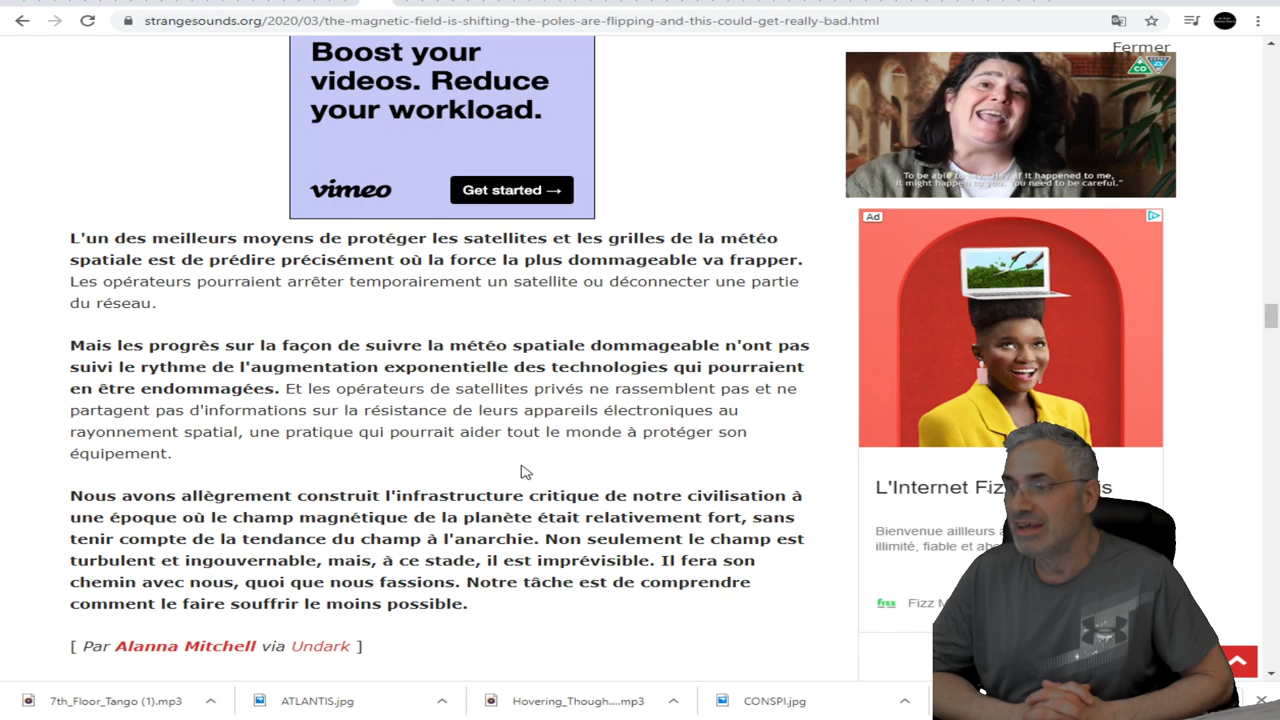 strangesounds.org/2020/03/the-magnetic-field-is-shifting-the-poles-are-flipping-and-this-could-get-really-bad.html
Fermer
Boost your
videos. Reduce
your workload.
vimeo
Get started →
CO
To be able to say, "Hey, if it happened to me,
it might happen to you. You need to be careful."
L'un des meilleurs moyens de protéger les satellites et les grilles de la météo
spatiale est de prédire précisément où la force la plus dommageable va frapper.
Les opérateurs pourraient arrêter temporairement un satellite ou déconnecter une partie
du réseau.
Mais les progrès sur la façon de suivre la météo spatiale dommageable n'ont pas
suivi le rythme de l'augmentation exponentielle des technologies qui pourraient
en être endommagées. Et les opérateurs de satellites privés ne rassemblent pas et ne
partagent pas d'informations sur la résistance de leurs appareils électroniques au
rayonnement spatial, une pratique qui pourrait aider tout le monde à protéger son
équipement.
Nous avons allègrement construit l'infrastructure critique de notre civilisation à
une époque où le champ magnétique de la planète était relativement fort, sans
tenir compte de la tendance du champ à l'anarchie. Non seulement le champ est
turbulent et ingouvernable, mais, à ce stade, il est imprévisible. Il fera son
chemin avec nous, quoi que nous fassions. Notre tâche est de comprendre
comment le faire souffrir le moins possible.
[ Par Alanna Mitchell via Undark ]
Ad
L'Internet Fiz
Bienvenue ailleurs
illimité, fiable et
fizz Fizz
7th_Floor_Tango (1).mp3
ATLANTIS.jpg
Hovering_Though....mp3
CONSPI.jpg